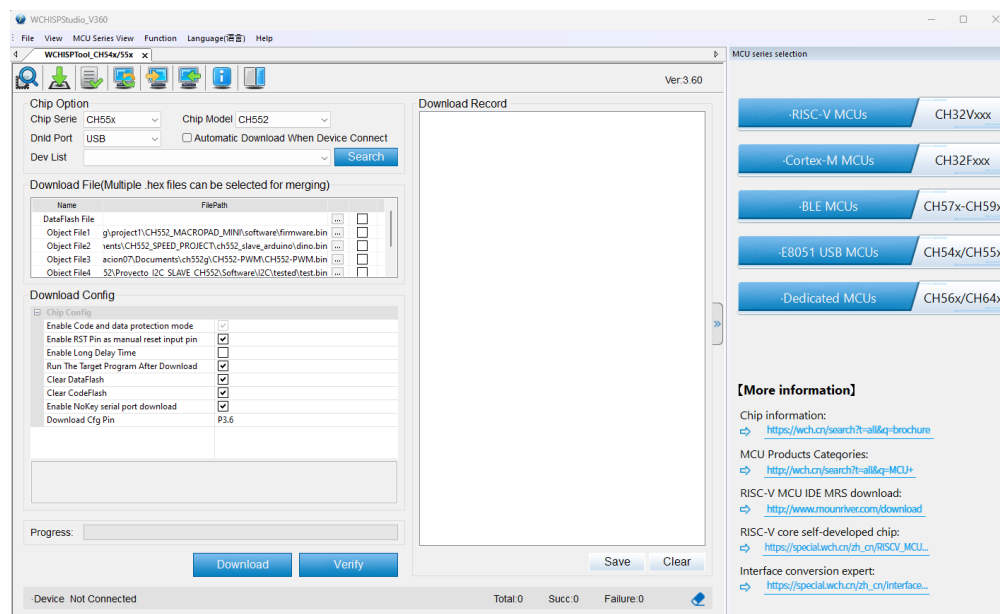 WCHISPStudio_V360
File View MCU Series View Function Language(语言) Help
WCHISPTool_CH54x/55x x
MCU series selection
Ver:3.60
Chip Option
Chip Serie CH55x Chip Model CH552
Dnld Port USB Automatic Download When Device Connect
Dev List Search
Download File(Multiple .hex files can be selected for merging)
Name FilePath
DataFlash File ...
Object File1 g\project1\CH552_MACROPAD_MINI\software\firmware.bin ...
Object File2 nents\CH552_SPEED_PROJECT\ch552_slave_arduino\dino.bin ...
Object File3 acion07\Documents\ch552g\CH552-PWM\CH552-PWM.bin ...
Object File4 52\Proyecto I2C SLAVE CH552\Software\I2C\tested\test.bin ...
Download Config
Chip Config
Enable Code and data protection mode
Enable RST Pin as manual reset input pin
Enable Long Delay Time
Run The Target Program After Download
Clear DataFlash
Clear CodeFlash
Enable NoKey serial port download
Download Cfg Pin P3.6
Progress:
Download Verify
Download Record
Save Clear
·Device Not Connected Total:0 Succ:0 Failure:0
·RISC-V MCUs CH32Vxxx
·Cortex-M MCUs CH32Fxxx
·BLE MCUs CH57x-CH59x
·E8051 USB MCUs CH54x/CH55x
·Dedicated MCUs CH56x/CH64x
【More information】
Chip information:
https://wch.cn/search?t=all&q=brochure
MCU Products Categories:
http://wch.cn/search?t=all&q=MCU+
RISC-V MCU IDE MRS download:
http://www.mounriver.com/download
RISC-V core self-developed chip:
https://special.wch.cn/zh_cn/RISCV_MCU...
Interface conversion expert:
https://special.wch.cn/zh_cn/interface...